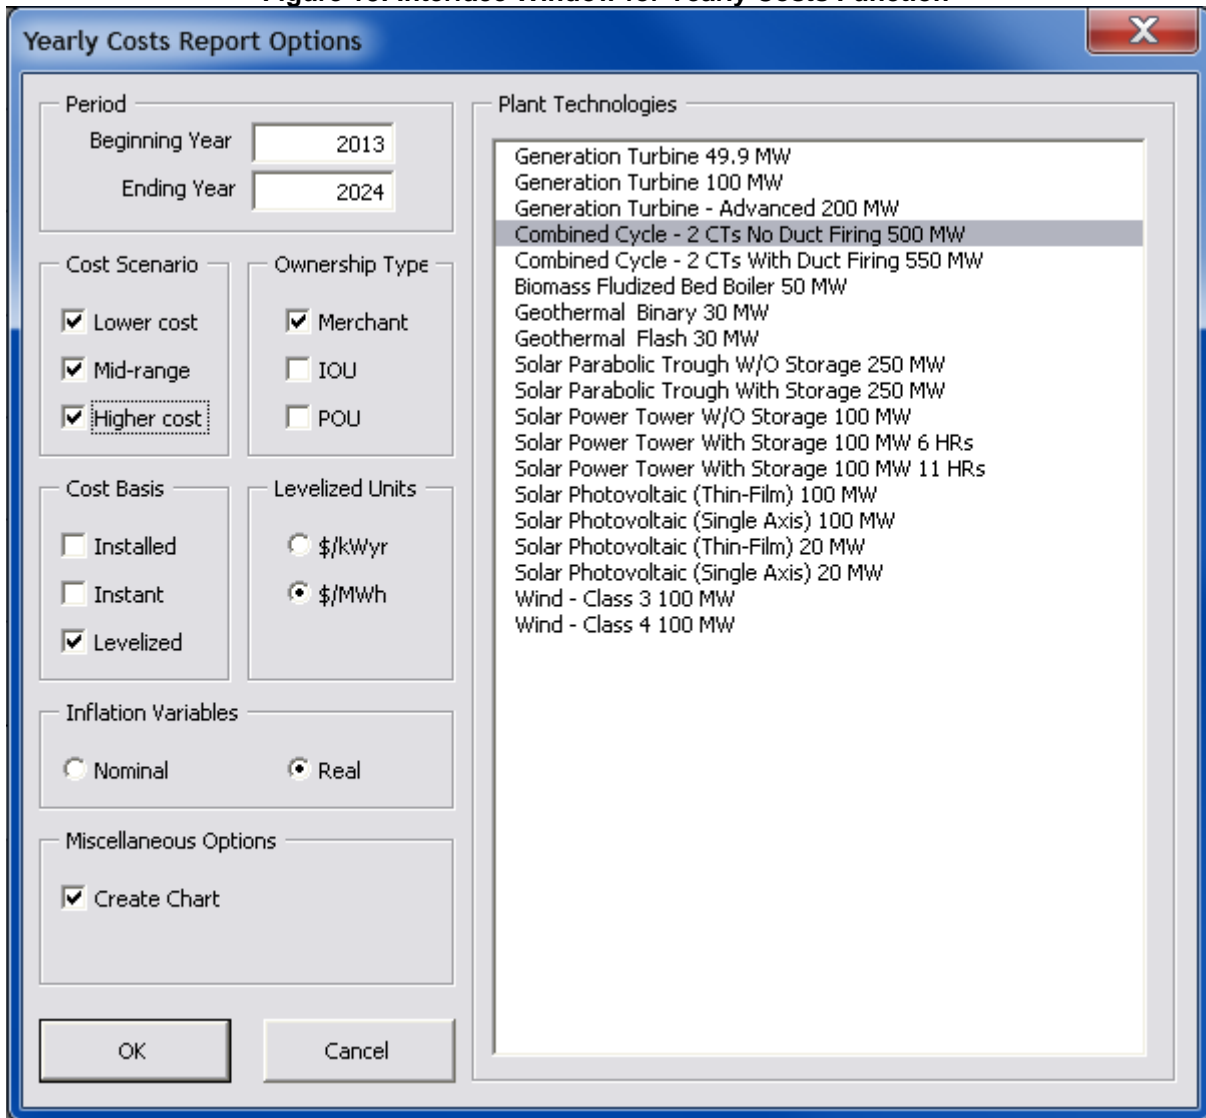 Figure 10: Interface Window for Yearly Costs Function
Yearly Costs Report Options
X
Period
Beginning Year 2013
Ending Year 2024
Cost Scenario
Lower cost
Mid-range
Higher cost
Ownership Type
Merchant
IOU
POU
Cost Basis
Installed
Instant
Levelized
Levelized Units
$/kWyr
$/MWh
Inflation Variables
Nominal
Real
Miscellaneous Options
Create Chart
OK
Cancel
Plant Technologies
Generation Turbine 49.9 MW
Generation Turbine 100 MW
Generation Turbine - Advanced 200 MW
Combined Cycle - 2 CTs No Duct Firing 500 MW
Combined Cycle - 2 CTs With Duct Firing 550 MW
Biomass Fludized Bed Boiler 50 MW
Geothermal  Binary 30 MW
Geothermal  Flash 30 MW
Solar Parabolic Trough W/O Storage 250 MW
Solar Parabolic Trough With Storage 250 MW
Solar Power Tower W/O Storage 100 MW
Solar Power Tower With Storage 100 MW 6 HRs
Solar Power Tower With Storage 100 MW 11 HRs
Solar Photovoltaic (Thin-Film) 100 MW
Solar Photovoltaic (Single Axis) 100 MW
Solar Photovoltaic (Thin-Film) 20 MW
Solar Photovoltaic (Single Axis) 20 MW
Wind - Class 3 100 MW
Wind - Class 4 100 MW